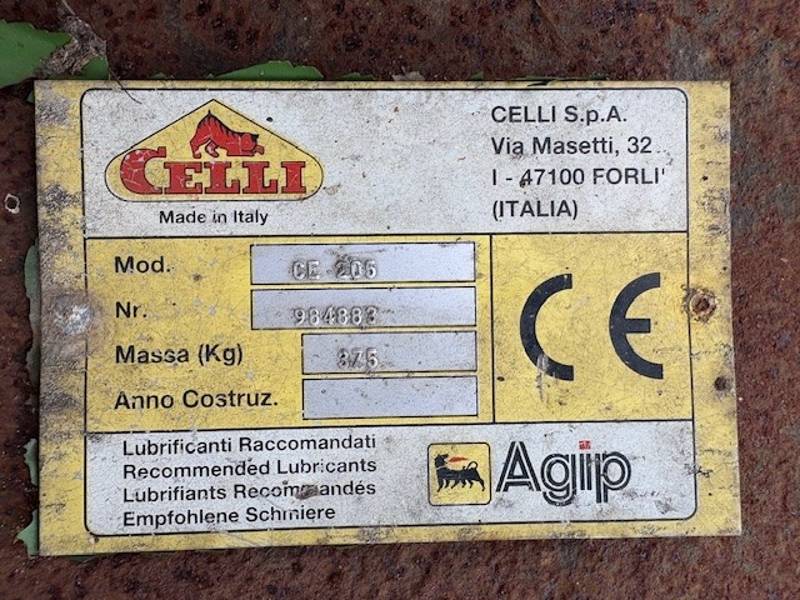 CELLI
Made in Italy
CELLI S.p.A.
Via Masetti, 32
I - 47100 FORLI'
(ITALIA)
Mod. CE 205
Nr. 984883
Massa (Kg) 375
Anno Costruz.
CE
Lubrificanti Raccomandati
Recommended Lubricants
Lubrifiants Recommandés
Empfohlene Schmiere
Agip